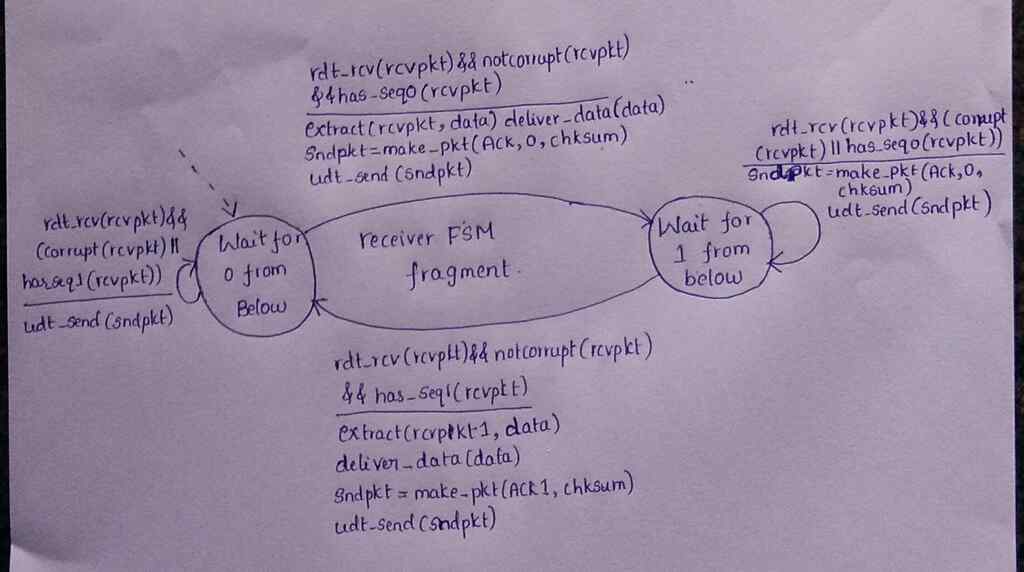 rdt_rcv(rcvpkt)&& notcorrupt(rcvpkt)
&&has_seq0(rcvpkt)
extract(rcvpkt, data) deliver_data(data)
Sndpkt=make_pkt(Ack, 0, chksum)
udt_send(sndpkt)
rdt_rcv(rcvpkt)&&(corrupt
(rcvpkt)||has_seq0(rcvpkt))
Sndpkt=make_pkt(Ack,0,
chksum)
udt_send(sndpkt)
rdt_rcv(rcvpkt)&&
(corrupt(rcvpkt)||
has_seq1(rcvpkt))
udt_send(sndpkt)
Wait for
0 from
Below
receiver FSM
fragment.
Wait for
1 from
below
rdt_rcv(rcvpkt)&& notcorrupt(rcvpkt)
&& has_seq1(rcvpkt)
extract(rcvpkt1, data)
deliver_data(data)
Sndpkt = make_pkt(ACK1, chksum)
udt_send(sndpkt)